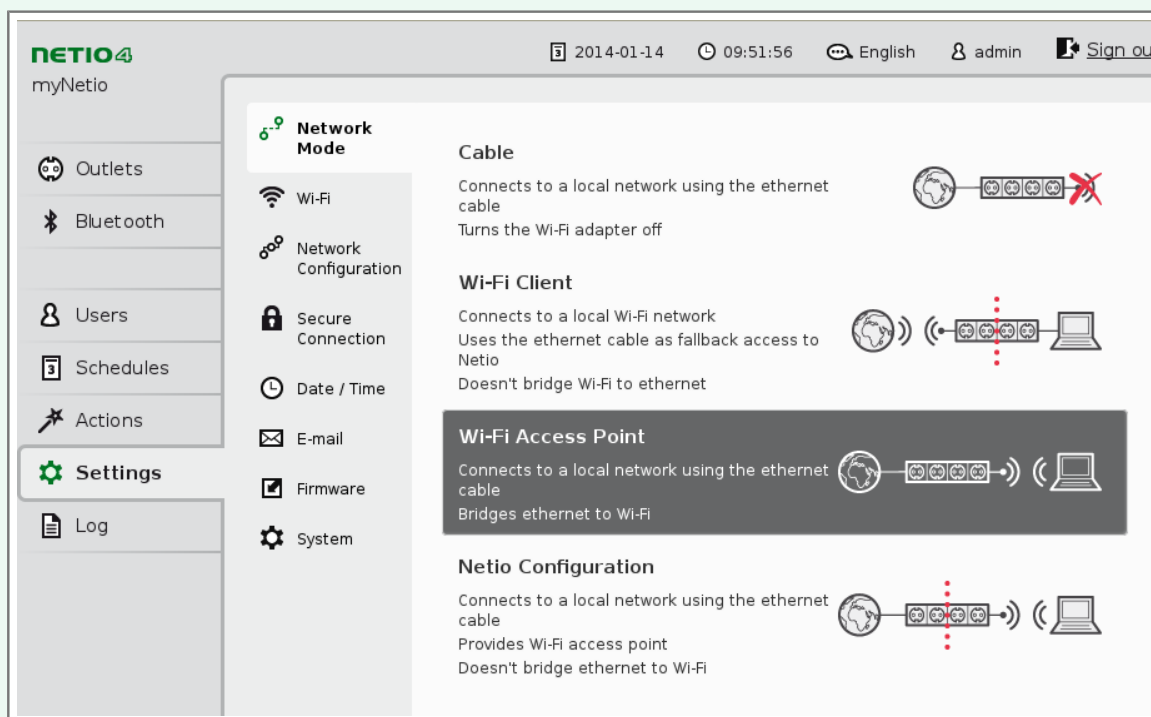 NETIO4
myNetio
3 2014-01-14
09:51:56
English
admin
Sign ou
Outlets
Bluetooth
Users
3 Schedules
Actions
Settings
Log
Network
Mode
Wi-Fi
Network
Configuration
Secure
Connection
Date / Time
E-mail
Firmware
System
Cable
Connects to a local network using the ethernet
cable
Turns the Wi-Fi adapter off
Wi-Fi Client
Connects to a local Wi-Fi network
Uses the ethernet cable as fallback access to
Netio
Doesn't bridge Wi-Fi to ethernet
Wi-Fi Access Point
Connects to a local network using the ethernet
cable
Bridges ethernet to Wi-Fi
Netio Configuration
Connects to a local network using the ethernet
cable
Provides Wi-Fi access point
Doesn't bridge ethernet to Wi-Fi